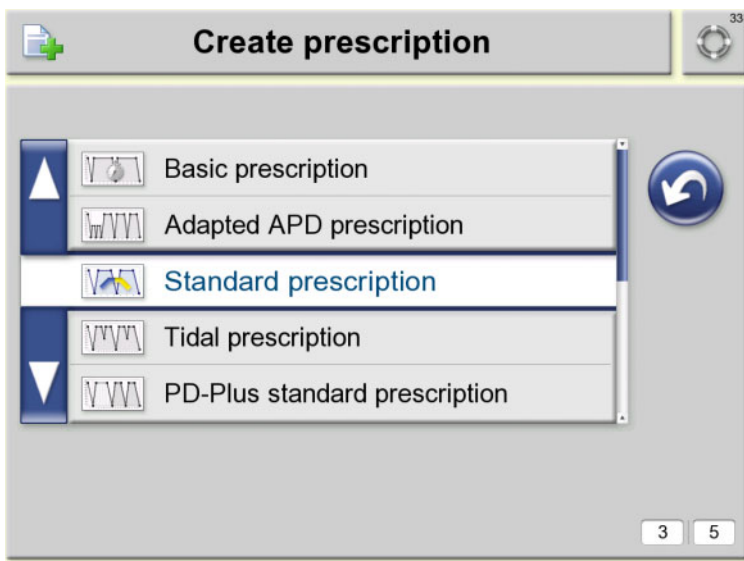 Create prescription
33
Basic prescription
Adapted APD prescription
Standard prescription
Tidal prescription
PD-Plus standard prescription
3 5